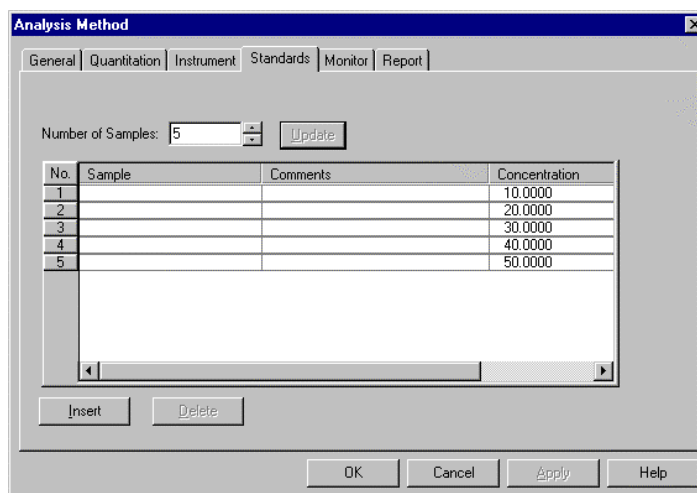 Analysis Method
General Quantitation Instrument Standards Monitor Report
Number of Samples: 5 Update
No. Sample Comments Concentration
1 10.0000
2 20.0000
3 30.0000
4 40.0000
5 50.0000
Insert Delete
OK Cancel Apply Help